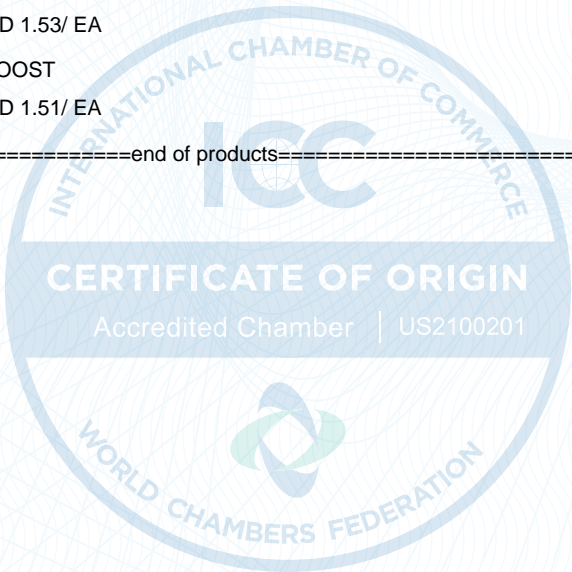 D 1.53/ EA
OOST
D 1.51/ EA
===========end of products=========================
INTERNATIONAL CHAMBER OF COMMERCE
ICC
CERTIFICATE OF ORIGIN
Accredited Chamber | US2100201
WORLD CHAMBERS FEDERATION